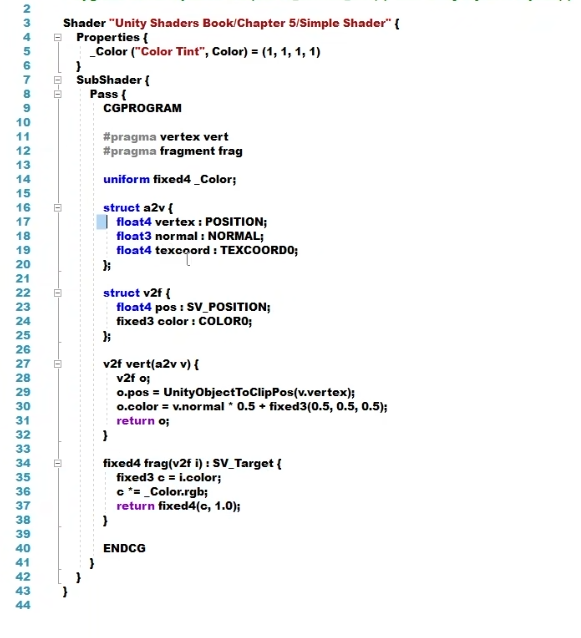 2
3 Shader "Unity Shaders Book/Chapter 5/Simple Shader" {
4 Properties {
5 _Color ("Color Tint", Color) = (1, 1, 1, 1)
6 }
7 SubShader {
8 Pass {
9 CGPROGRAM
10
11 #pragma vertex vert
12 #pragma fragment frag
13
14 uniform fixed4 _Color;
15
16 struct a2v {
17 float4 vertex : POSITION;
18 float3 normal : NORMAL;
19 float4 texcoord : TEXCOORD0;
20 };
21
22 struct v2f {
23 float4 pos : SV_POSITION;
24 fixed3 color : COLOR0;
25 };
26
27 v2f vert(a2v v) {
28 v2f o;
29 o.pos = UnityObjectToClipPos(v.vertex);
30 o.color = v.normal * 0.5 + fixed3(0.5, 0.5, 0.5);
31 return o;
32 }
33
34 fixed4 frag(v2f i) : SV_Target {
35 fixed3 c = i.color;
36 c *= _Color.rgb;
37 return fixed4(c, 1.0);
38 }
39
40 ENDCG
41 }
42 }
43 }
44